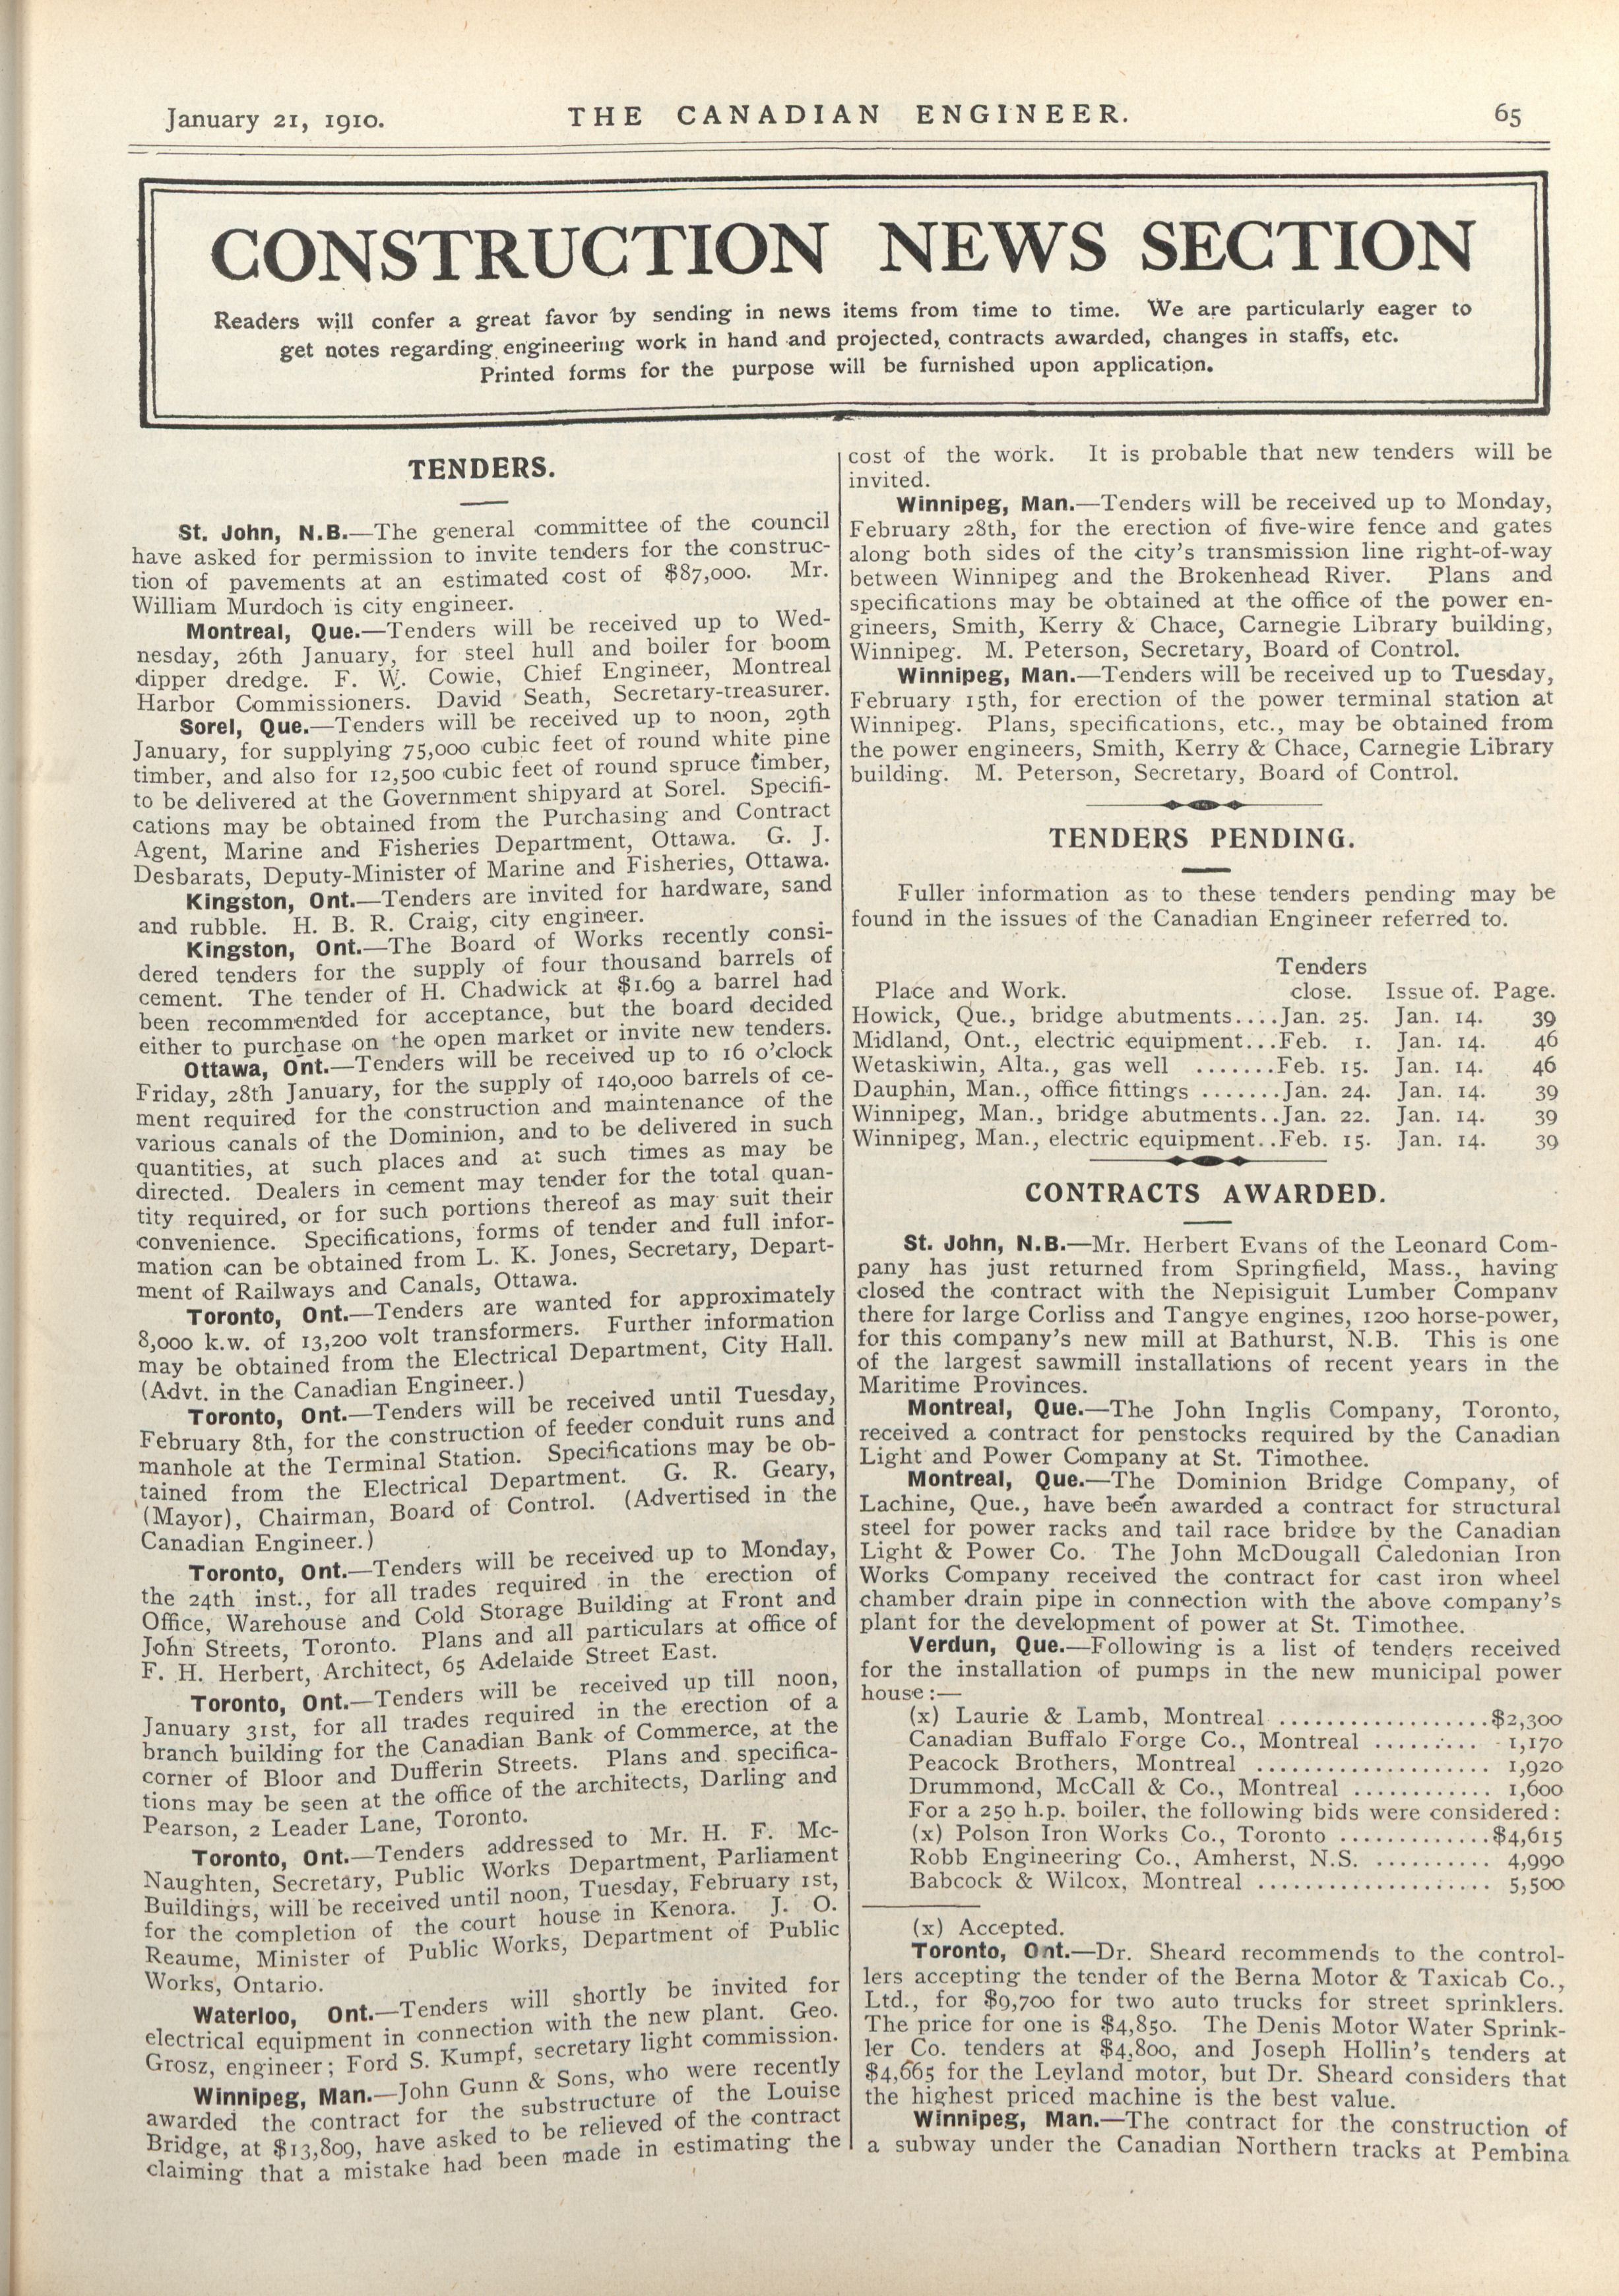 January 21, 1910.
THE CANADIAN ENGINEER.
65
CONSTRUCTION NEWS SECTION
Readers will confer a great favor by sending in news items from time to time. We are particularly eager to
get notes regarding engineering work in hand and projected, contracts awarded, changes in staffs, etc.
Printed forms for the purpose will be furnished upon application.
TENDERS.
St. John, N.B.—The general committee of the council
have asked for permission to invite tenders for the construc-
tion of pavements at an estimated cost of $87,000. Mr.
William Murdoch is city engineer.
Montreal, Que.—Tenders will be received up to Wed-
nesday, 26th January, for steel hull and boiler for boom
dipper dredge. F. W. Cowie, Chief Engineer, Montreal
Harbor Commissioners. David Seath, Secretary-treasurer.
Sorel, Que.—Tenders will be received up to noon, 29th
January, for supplying 75,000 cubic feet of round white pine
timber, and also for 12,500 cubic feet of round spruce timber,
to be delivered at the Government shipyard at Sorel. Specifi-
cations may be obtained from the Purchasing and Contract
Agent, Marine and Fisheries Department, Ottawa. G. J.
Desbarats, Deputy-Minister of Marine and Fisheries, Ottawa.
Kingston, Ont.—Tenders are invited for hardware, sand
and rubble. H. B. R. Craig, city engineer.
Kingston, Ont.—The Board of Works recently consi-
dered tenders for the supply of four thousand barrels of
cement. The tender of H. Chadwick at $1.69 a barrel had
been recommended for acceptance, but the board decided
either to purchase on the open market or invite new tenders.
Ottawa, Ont.—Tenders will be received up to 16 o'clock
Friday, 28th January, for the supply of 140,000 barrels of ce-
ment required for the construction and maintenance of the
various canals of the Dominion, and to be delivered in such
quantities, at such places and at such times as may be
directed. Dealers in cement may tender for the total quan-
tity required, or for such portions thereof as may suit their
convenience. Specifications, forms of tender and full infor-
mation can be obtained from L. K. Jones, Secretary, Depart-
ment of Railways and Canals, Ottawa.
Toronto, Ont.—Tenders are wanted for approximately
8,000 k.w. of 13,200 volt transformers. Further information
may be obtained from the Electrical Department, City Hall.
(Advt. in the Canadian Engineer.)
Toronto, Ont.—Tenders will be received until Tuesday,
February 8th, for the construction of feeder conduit runs and
manhole at the Terminal Station. Specifications may be ob-
tained from the Electrical Department. G. R. Geary,
(Mayor), Chairman, Board of Control. (Advertised in the
Canadian Engineer.)
Toronto, Ont.—Tenders will be received up to Monday,
the 24th inst., for all trades required in the erection of
Office, Warehouse and Cold Storage Building at Front and
John Streets, Toronto. Plans and all particulars at office of
F. H. Herbert, Architect, 65 Adelaide Street East.
Toronto, Ont.—Tenders will be received up till noon,
January 31st, for all trades required in the erection of a
branch building for the Canadian Bank of Commerce, at the
corner of Bloor and Dufferin Streets. Plans and specifica-
tions may be seen at the office of the architects, Darling and
Pearson, 2 Leader Lane, Toronto.
Toronto, Ont.—Tenders addressed to Mr. H. F. Mc-
Naughten, Secretary, Public Works Department, Parliament
Buildings, will be received until noon, Tuesday, February 1st,
for the completion of the court house in Kenora. J. O.
Reaume, Minister of Public Works, Department of Public
Works, Ontario.
Waterloo, Ont.—Tenders will shortly be invited for
electrical equipment in connection with the new plant. Geo.
Grosz, engineer; Ford S. Kumpf, secretary light commission.
Winnipeg, Man.—John Gunn & Sons, who were recently
awarded the contract for the substructure of the Louise
Bridge, at $13,809, have asked to be relieved of the contract
claiming that a mistake had been made in estimating the
cost of the work. It is probable that new tenders will be
invited.
Winnipeg, Man.—Tenders will be received up to Monday,
February 28th, for the erection of five-wire fence and gates
along both sides of the city's transmission line right-of-way
between Winnipeg and the Brokenhead River. Plans and
specifications may be obtained at the office of the power en-
gineers, Smith, Kerry & Chace, Carnegie Library building,
Winnipeg. M. Peterson, Secretary, Board of Control.
Winnipeg, Man.—Tenders will be received up to Tuesday,
February 15th, for erection of the power terminal station at
Winnipeg. Plans, specifications, etc., may be obtained from
the power engineers, Smith, Kerry & Chace, Carnegie Library
building. M. Peterson, Secretary, Board of Control.
TENDERS PENDING.
Fuller information as to these tenders pending may be
found in the issues of the Canadian Engineer referred to.
Tenders
Place and Work. close. Issue of. Page.
Howick, Que., bridge abutments....Jan. 25. Jan. 14. 39
Midland, Ont., electric equipment...Feb. 1. Jan. 14. 46
Wetaskiwin, Alta., gas well .......Feb. 15. Jan. 14. 46
Dauphin, Man., office fittings .......Jan. 24. Jan. 14. 39
Winnipeg, Man., bridge abutments..Jan. 22. Jan. 14. 39
Winnipeg, Man., electric equipment..Feb. 15. Jan. 14. 39
CONTRACTS AWARDED.
St. John, N.B.—Mr. Herbert Evans of the Leonard Com-
pany has just returned from Springfield, Mass., having
closed the contract with the Nepisiguit Lumber Company
there for large Corliss and Tangye engines, 1200 horse-power,
for this company's new mill at Bathurst, N.B. This is one
of the largest sawmill installations of recent years in the
Maritime Provinces.
Montreal, Que.—The John Inglis Company, Toronto,
received a contract for penstocks required by the Canadian
Light and Power Company at St. Timothee.
Montreal, Que.—The Dominion Bridge Company, of
Lachine, Que., have been awarded a contract for structural
steel for power racks and tail race bridge by the Canadian
Light & Power Co. The John McDougall Caledonian Iron
Works Company received the contract for cast iron wheel
chamber drain pipe in connection with the above company's
plant for the development of power at St. Timothee.
Verdun, Que.—Following is a list of tenders received
for the installation of pumps in the new municipal power
house:—
(x) Laurie & Lamb, Montreal ..................$2,300
Canadian Buffalo Forge Co., Montreal ......... 1,170
Peacock Brothers, Montreal .................... 1,920
Drummond, McCall & Co., Montreal ............ 1,600
For a 250 h.p. boiler, the following bids were considered:
(x) Polson Iron Works Co., Toronto .............$4,615
Robb Engineering Co., Amherst, N.S. .......... 4,990
Babcock & Wilcox, Montreal .................... 5,500
(x) Accepted.
Toronto, Ont.—Dr. Sheard recommends to the control-
lers accepting the tender of the Berna Motor & Taxicab Co.,
Ltd., for $9,700 for two auto trucks for street sprinklers.
The price for one is $4,850. The Denis Motor Water Sprink-
ler Co. tenders at $4,800, and Joseph Hollin's tenders at
$4,665 for the Leyland motor, but Dr. Sheard considers that
the highest priced machine is the best value.
Winnipeg, Man.—The contract for the construction of
a subway under the Canadian Northern tracks at Pembina